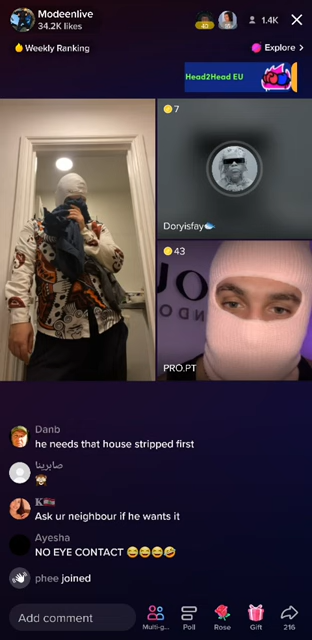 Modeenlive
34.2K likes
40
1.4K
Weekly Ranking
Explore >
Head2Head EU
7
Doryisfay
43
PRO.PT
Danb
he needs that house stripped first
صابرينا
K
Ask ur neighbour if he wants it
Ayesha
NO EYE CONTACT 😂😂😂🤣
phee joined
Add comment
Multi-g...
Poll
Rose
Gift
216